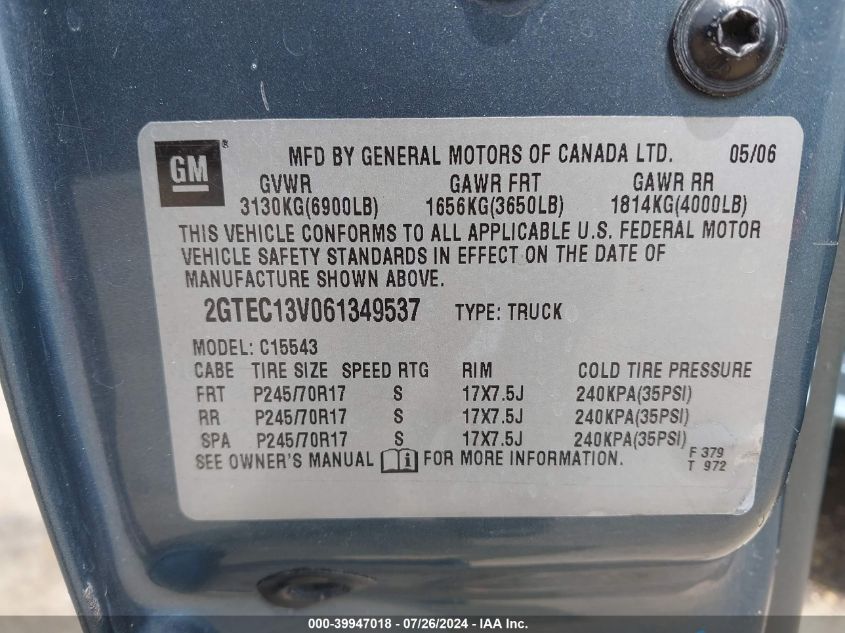 GM®
MFD BY GENERAL MOTORS OF CANADA LTD. 05/06
GVWR GAWR FRT GAWR RR
3130KG(6900LB) 1656KG(3650LB) 1814KG(4000LB)
THIS VEHICLE CONFORMS TO ALL APPLICABLE U.S. FEDERAL MOTOR
VEHICLE SAFETY STANDARDS IN EFFECT ON THE DATE OF
MANUFACTURE SHOWN ABOVE.
2GTEC13V061349537 TYPE: TRUCK
MODEL: C15543
CABE TIRE SIZE SPEED RTG RIM COLD TIRE PRESSURE
FRT P245/70R17 S 17X7.5J 240KPA(35PSI)
RR P245/70R17 S 17X7.5J 240KPA(35PSI)
SPA P245/70R17 S 17X7.5J 240KPA(35PSI)
SEE OWNER'S MANUAL i FOR MORE INFORMATION.
F 379
T 972
000-39947018 - 07/26/2024 - IAA Inc.